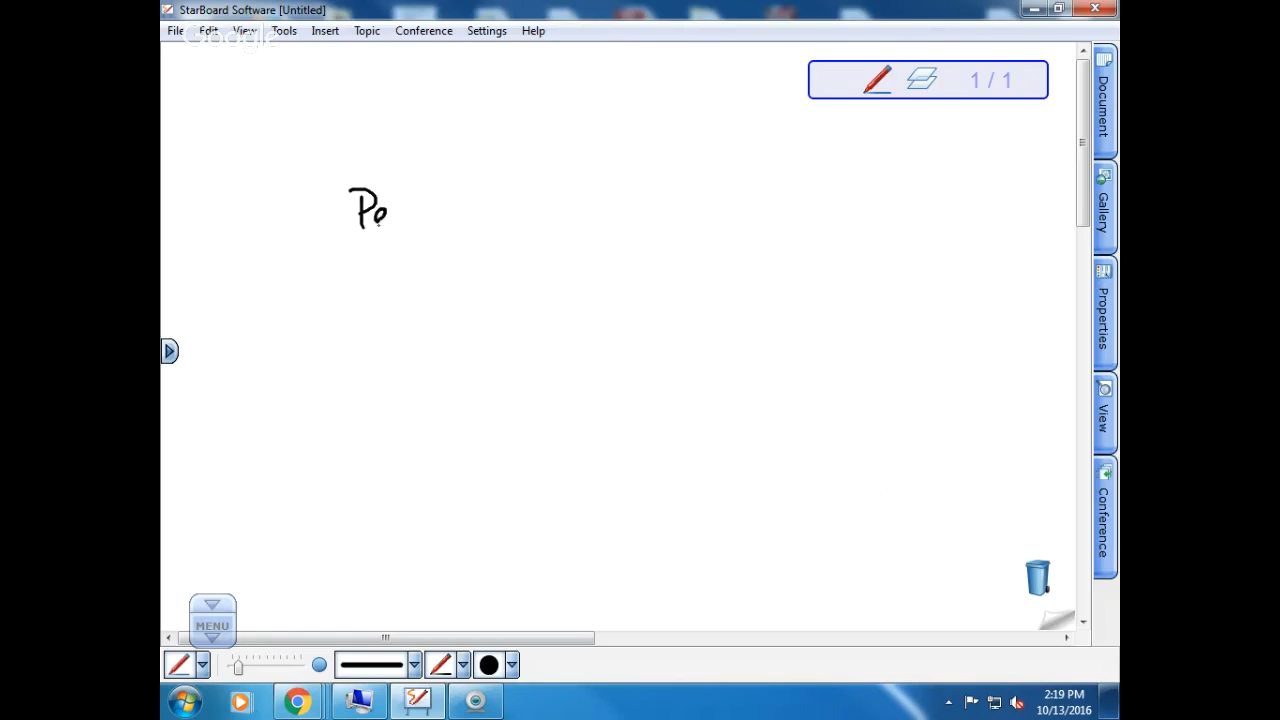 StarBoard Software [Untitled]
File Edit View Tools Insert Topic Conference Settings Help
Google
1 / 1
Po
Document
Gallery
Properties
View
Conference
MENU
2:19 PM
10/13/2016